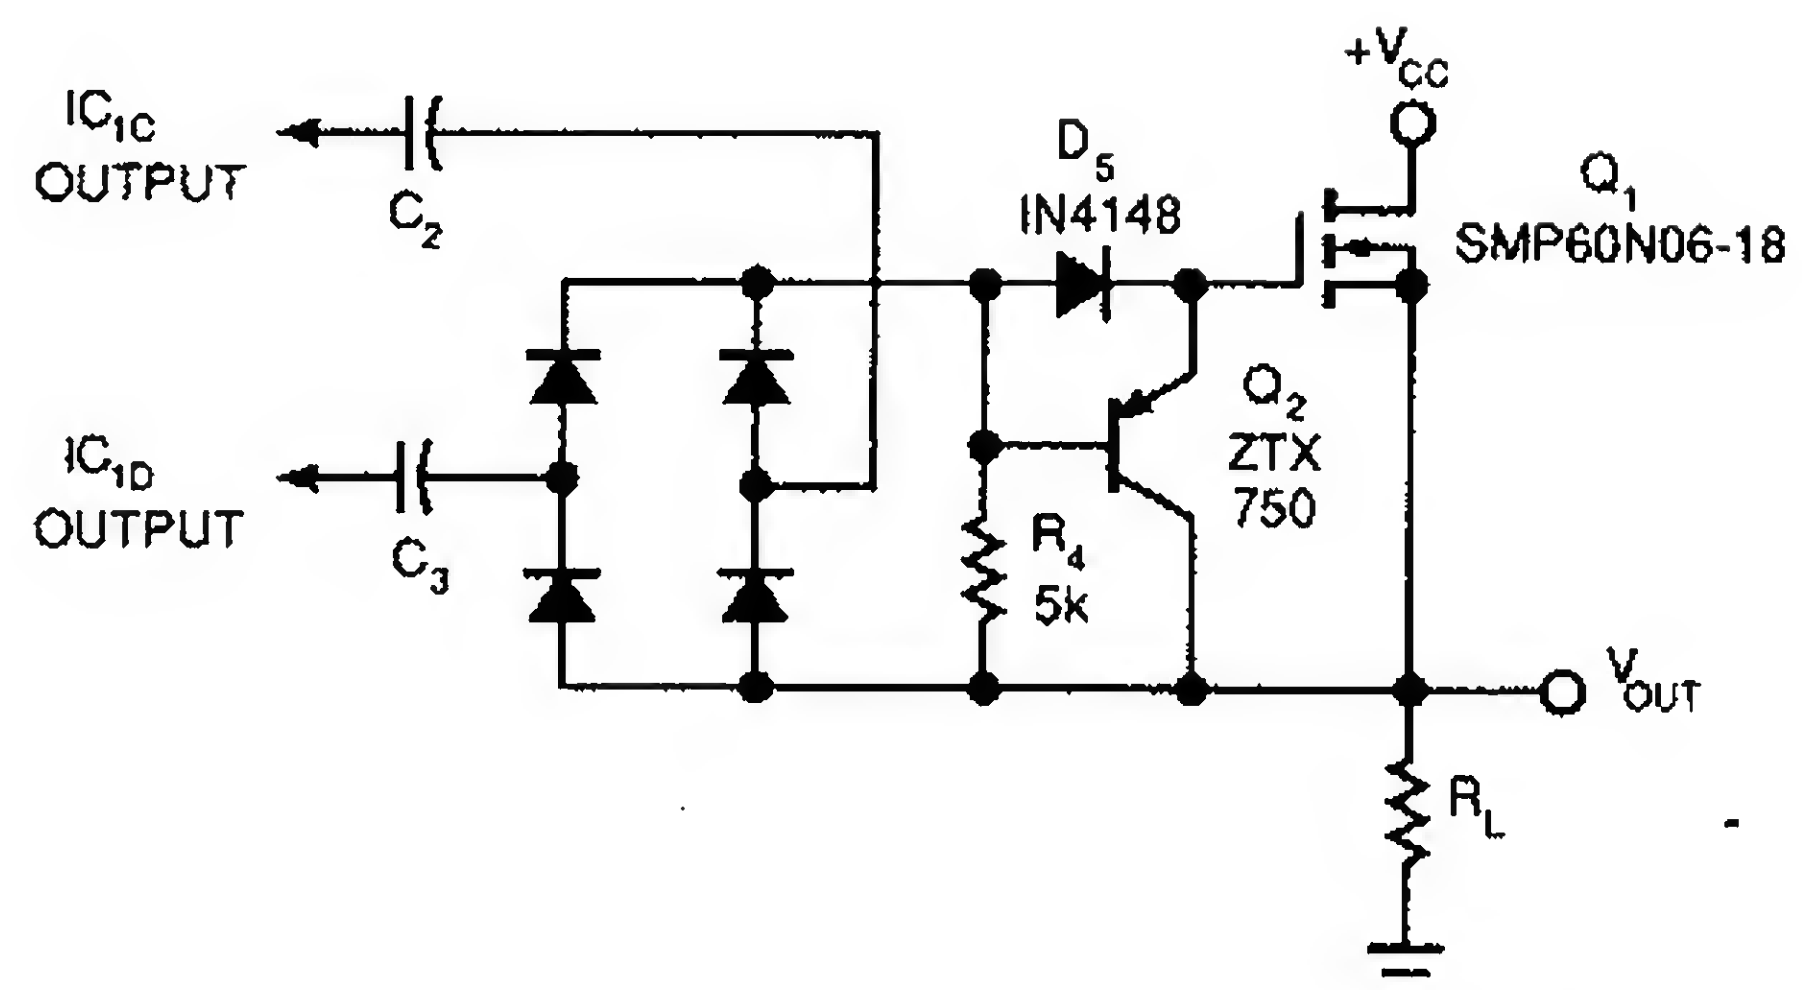 +VCC
IC1C
OUTPUT
C2
D5
IN4148
Q1
SMP60N06-18
Q2
ZTX
750
IC1D
OUTPUT
C3
R4
5k
VOUT
RL